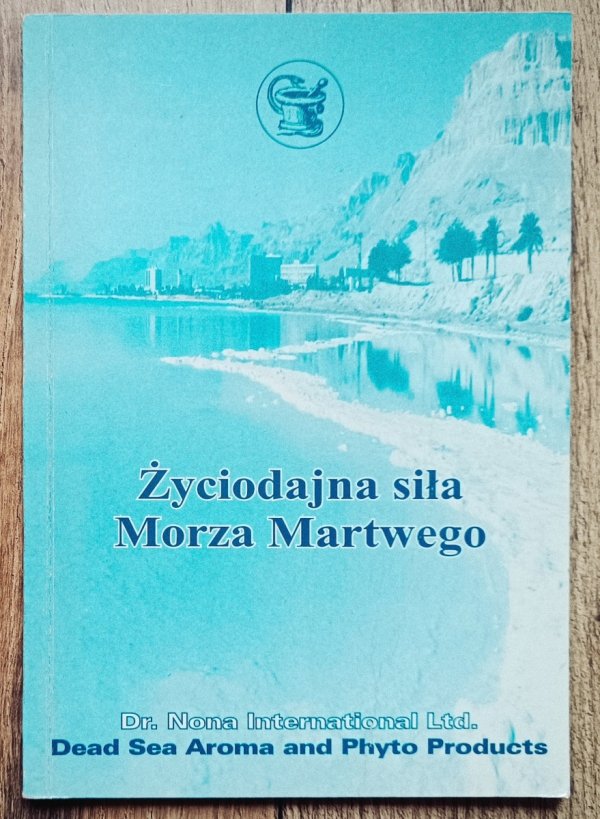 Życiodajna siła
Morza Martwego
Dr. Nona International Ltd.
Dead Sea Aroma and Phyto Products